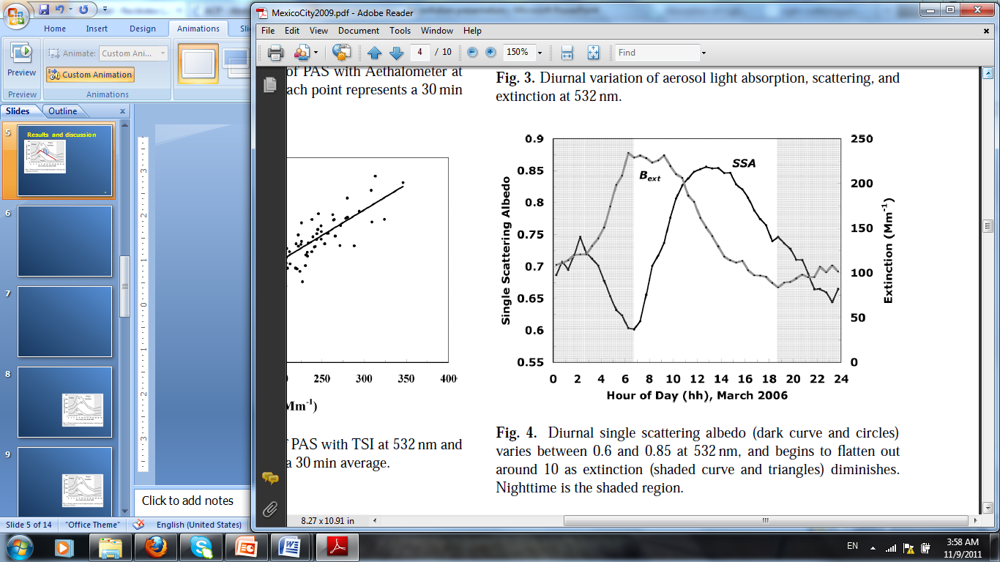 MexicoCity2009.pdf - Adobe Reader
Home Insert Design Animations
Preview
Animate: Custom Ani...
Custom Animation
Preview Animations
File Edit View Document Tools Window Help
4 / 10 150% Find
Slides Outline x
5
Results and discussion
6
7
8
9
of PAS with Aethalometer at
ach point represents a 30 min
250 300 350 400
Mm-1)
PAS with TSI at 532 nm and
a 30 min average.
Fig. 3. Diurnal variation of aerosol light absorption, scattering, and
extinction at 532 nm.
Single Scattering Albedo
0.9
0.85
0.8
0.75
0.7
0.65
0.6
0.55
Bext
SSA
250
200
150
100
50
0
Extinction (Mm-1)
0 2 4 6 8 10 12 14 16 18 20 22 24
Hour of Day (hh), March 2006
Fig. 4. Diurnal single scattering albedo (dark curve and circles)
varies between 0.6 and 0.85 at 532 nm, and begins to flatten out
around 10 as extinction (shaded curve and triangles) diminishes.
Nighttime is the shaded region.
3 2 1 0 1 2 3
Click to add notes
8.27 x 10.91 in
Slide 5 of 14 "Office Theme" English (United States)
EN
3:58 AM
11/9/2011